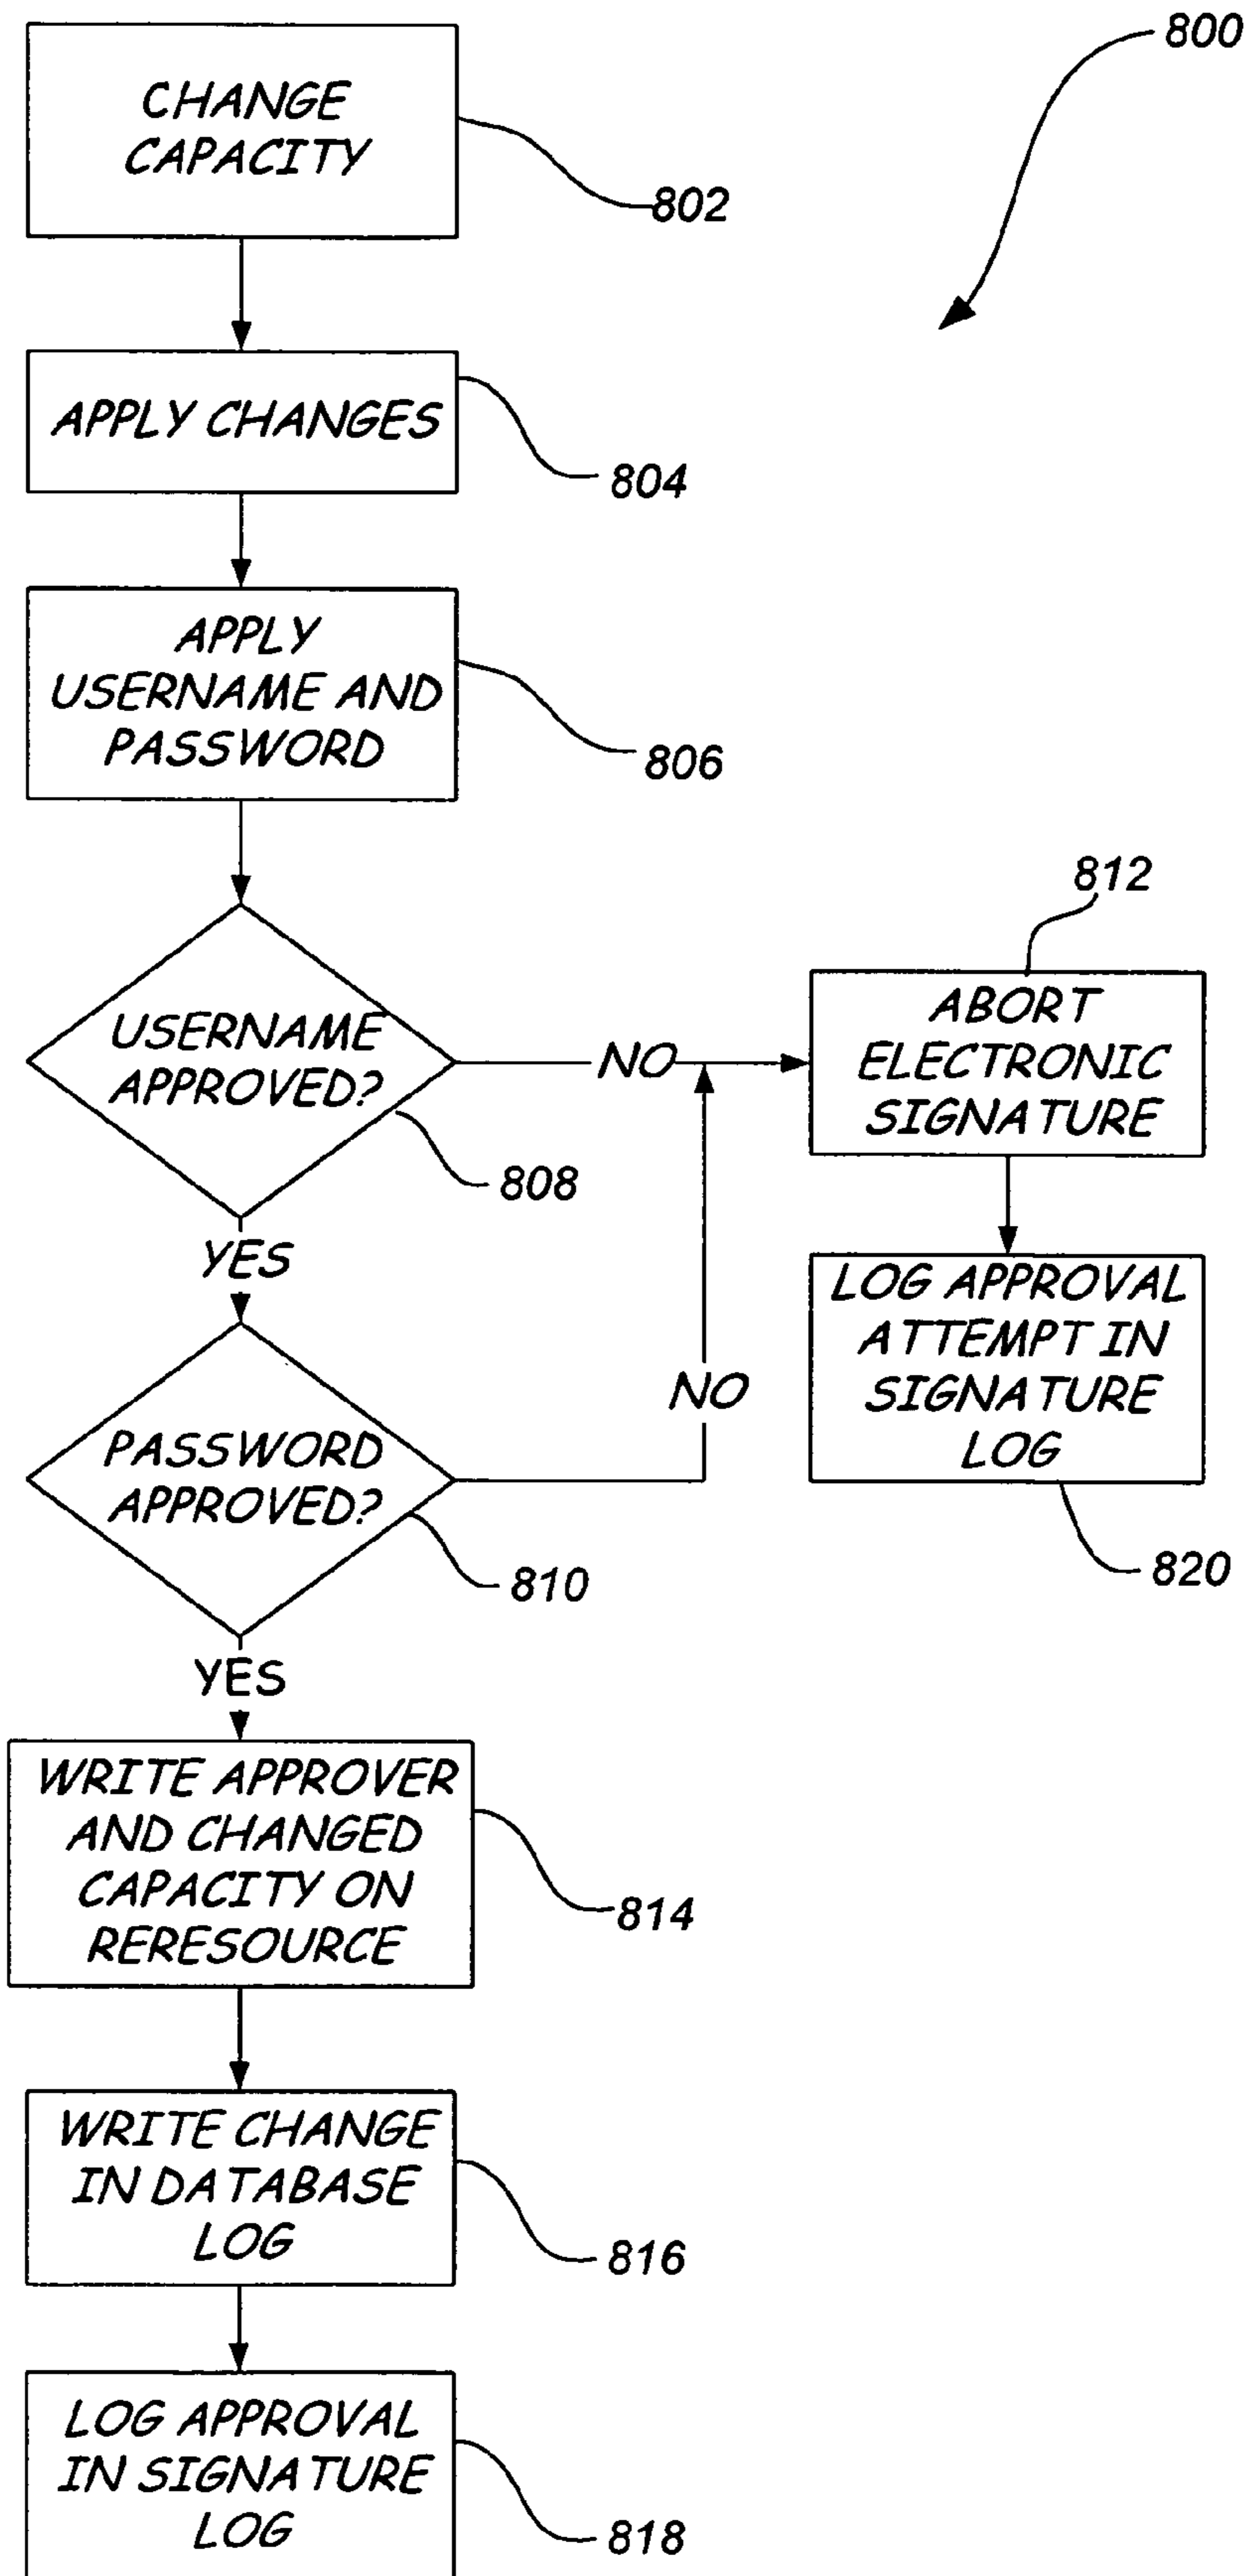 800
CHANGE
CAPACITY
802
APPLY CHANGES
804
APPLY
USERNAME AND
PASSWORD
806
USERNAME
APPROVED?
808
NO
812
ABORT
ELECTRONIC
SIGNATURE
YES
LOG APPROVAL
ATTEMPT IN
SIGNATURE
LOG
820
NO
PASSWORD
APPROVED?
810
YES
WRITE APPROVER
AND CHANGED
CAPACITY ON
RERESOURCE
814
WRITE CHANGE
IN DATABASE
LOG
816
LOG APPROVAL
IN SIGNATURE
LOG
818